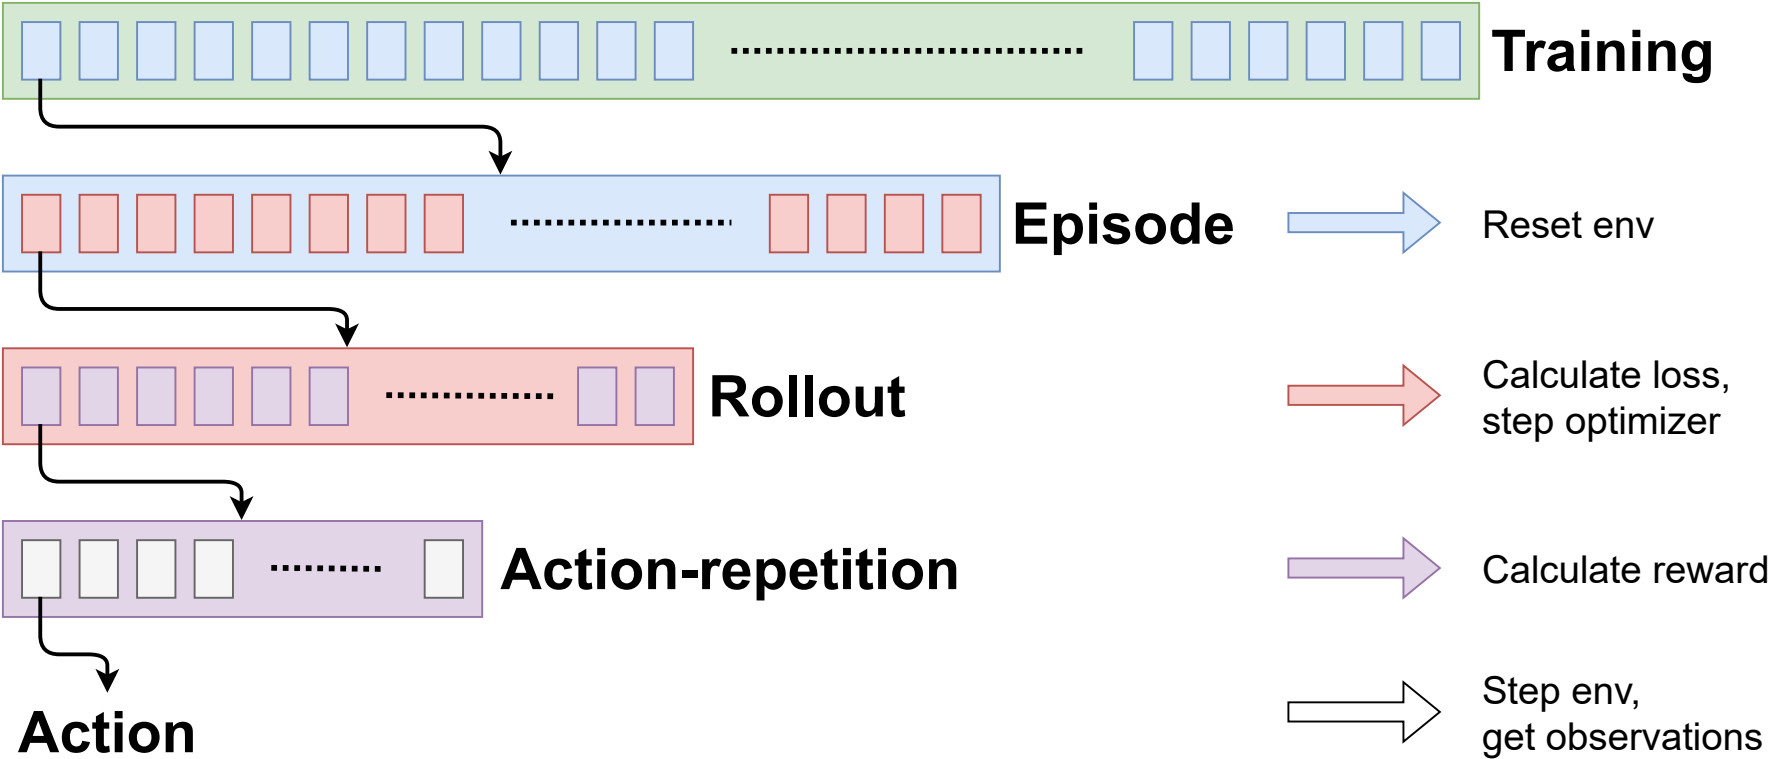 Training
Episode
Reset env
Rollout
Calculate loss,
step optimizer
Action-repetition
Calculate reward
Action
Step env,
get observations